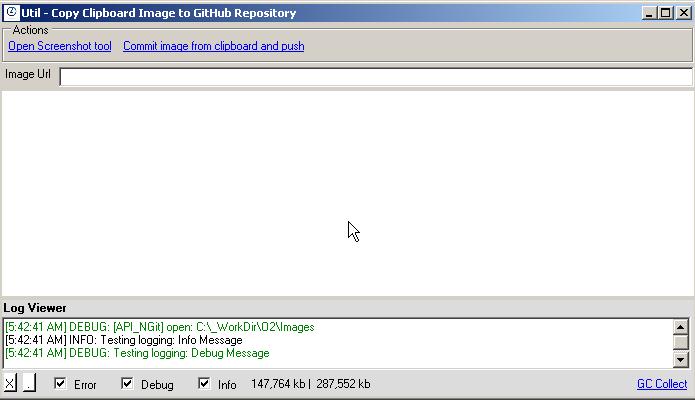 Util - Copy Clipboard Image to GitHub Repository
Actions
Open Screenshot tool Commit image from clipboard and push
Image Url
Log Viewer
[5:42:41 AM] DEBUG: [API_NGit] open: C:\_WorkDir\O2\Images
[5:42:41 AM] INFO: Testing logging: Info Message
[5:42:41 AM] DEBUG: Testing logging: Debug Message
X . Error Debug Info 147,764 kb | 287,552 kb GC Collect